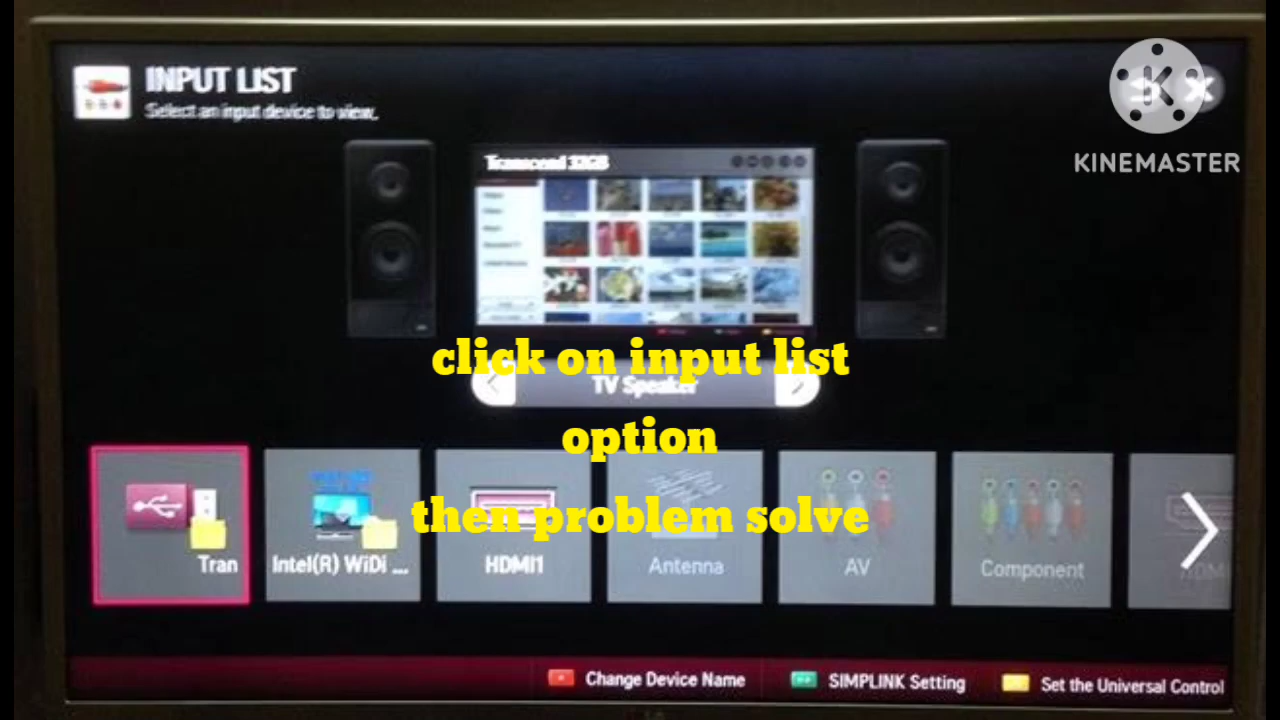 INPUT LIST
Select an input device to view.
KINEMASTER
Transcend 32GB
click on input list
TV Speaker
option
then problem solve
Tran
Intel(R) WiDi ...
HDMI1
Antenna
AV
Component
Change Device Name
SIMPLINK Setting
Set the Universal Control